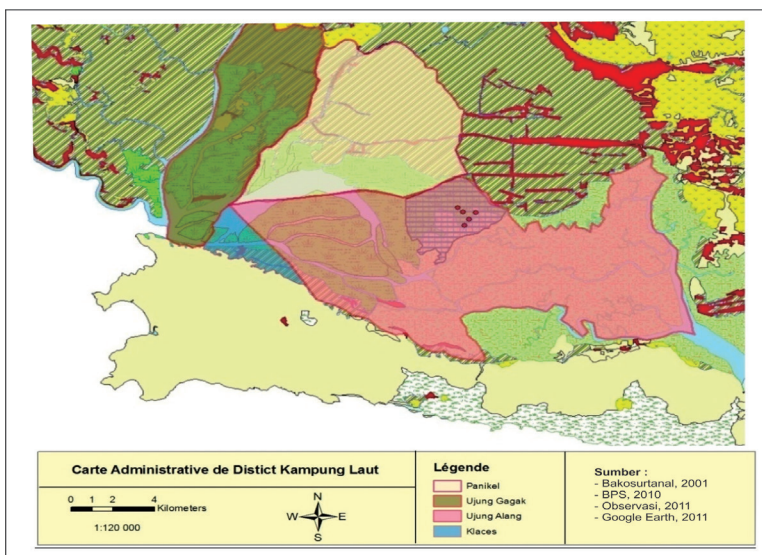 Carte Administrative de Distict Kampung Laut
0 1 2 4
Kilometers
1:120 000
N
W E
S
Légende
Panikel
Ujung Gagak
Ujung Alang
Klaces
Sumber :
- Bakosurtanal, 2001
- BPS, 2010
- Observasi, 2011
- Google Earth, 2011